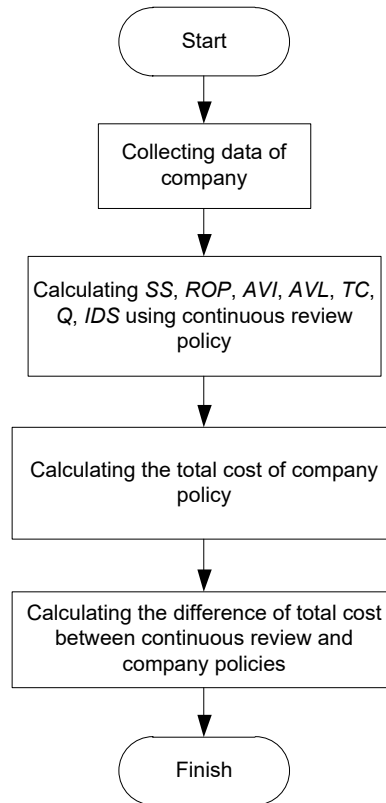 Start
Collecting data of
company
Calculating SS, ROP, AVI, AVL, TC,
Q, IDS using continuous review
policy
Calculating the total cost of company
policy
Calculating the difference of total cost
between continuous review and
company policies
Finish